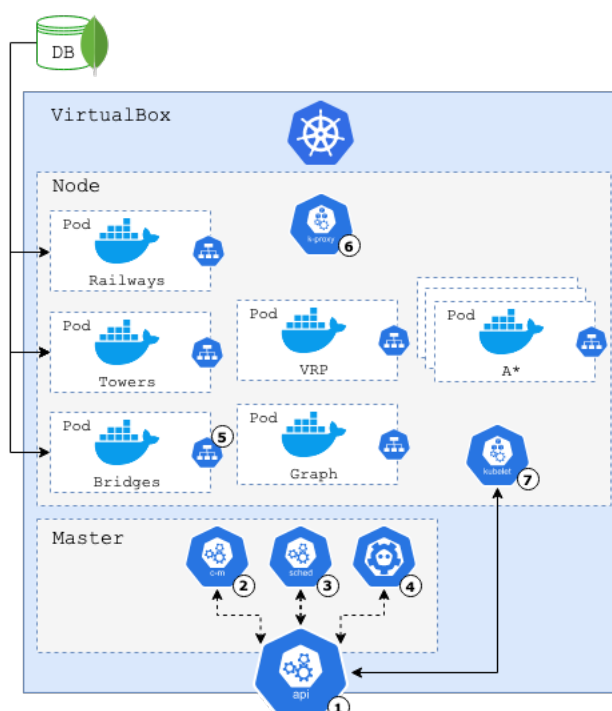 DB
VirtualBox
Node
Pod
Railways
k-proxy
6
Pod
Towers
Pod
VRP
Pod
A*
Pod
5
Bridges
Pod
Graph
kubelet
7
Master
c-m
2
sched
3
4
api
1